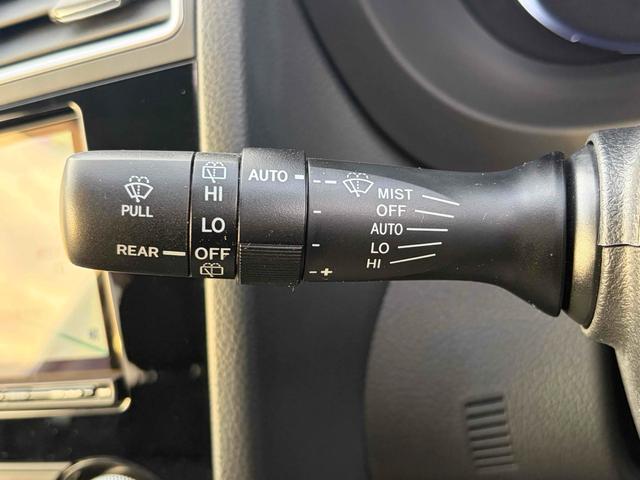 PULL
REAR
HI
LO
OFF
AUTO
- +
MIST
OFF
AUTO
LO
HI